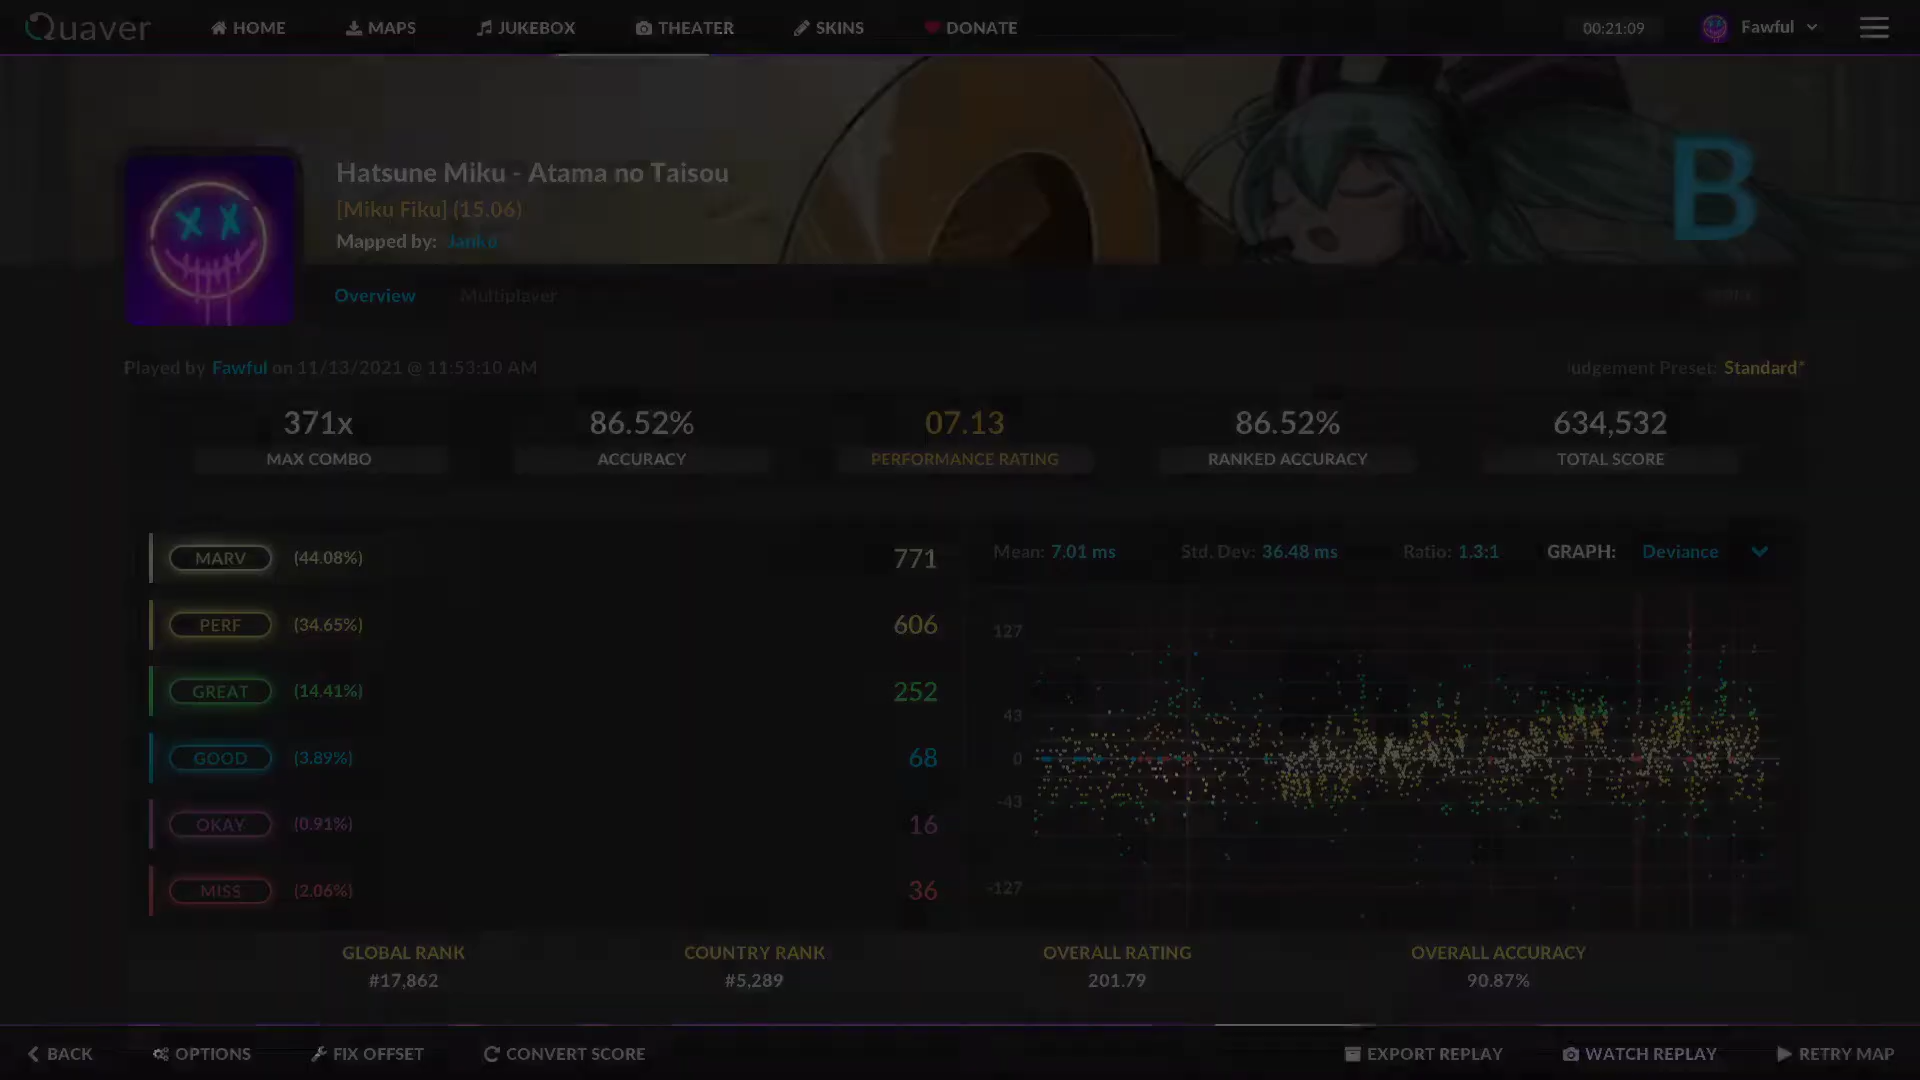 Quaver HOME MAPS JUKEBOX THEATER SKINS DONATE 00:21:09 Fawful
Hatsune Miku - Atama no Taisou
[Miku Fiku] (15.06)
Mapped by: Janko
B
Overview Multiplayer
Played by Fawful on 11/13/2021 @ 11:53:10 AM
Judgement Preset: Standard*
371x 86.52% 07.13 86.52% 634,532
MAX COMBO ACCURACY PERFORMANCE RATING RANKED ACCURACY TOTAL SCORE
MARV (44.08%) 771
PERF (34.65%) 606
GREAT (14.41%) 252
GOOD (3.89%) 68
OKAY (0.91%) 16
MISS (2.06%) 36
Mean: 7.01 ms Std. Dev: 36.48 ms Ratio: 1.3:1 GRAPH: Deviance
127
43
0
-43
-127
GLOBAL RANK COUNTRY RANK OVERALL RATING OVERALL ACCURACY
#17,862 #5,289 201.79 90.87%
BACK OPTIONS FIX OFFSET CONVERT SCORE EXPORT REPLAY WATCH REPLAY RETRY MAP